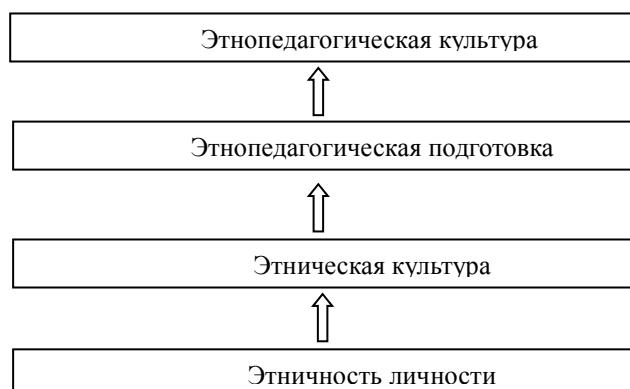 Этнопедагогическая культура
Этнопедагогическая подготовка
Этническая культура
Этничность личности